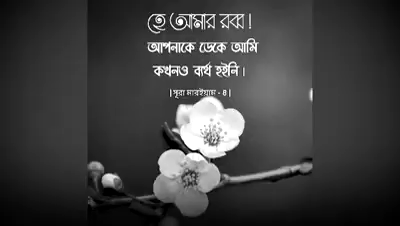 হে আমার রব্ব!
আপনাকে ডেকে আমি
কখনও ব্যর্থ হইনি।
|সূরা মারইয়াম - ৪|